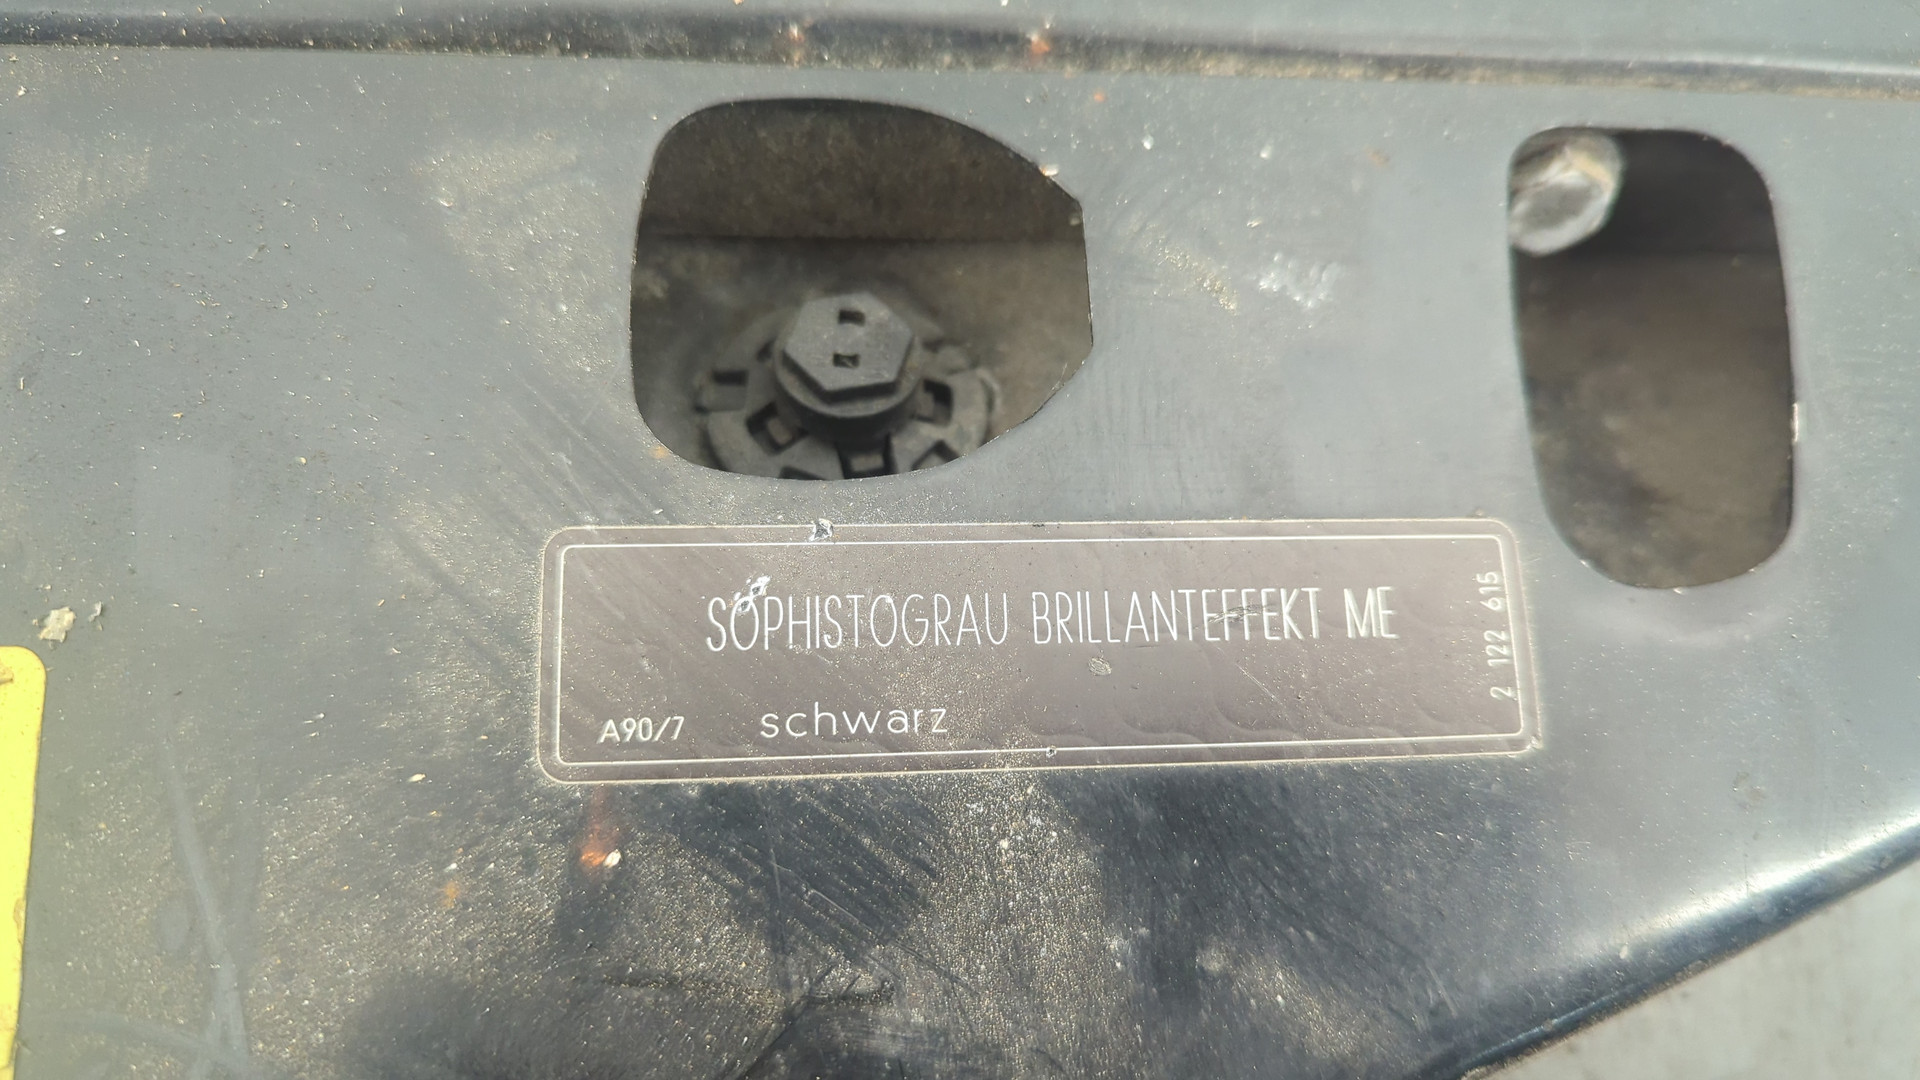 SOPHISTOGRAU BRILLANTEFFEKT ME
A90/7 schwarz
2 122 615